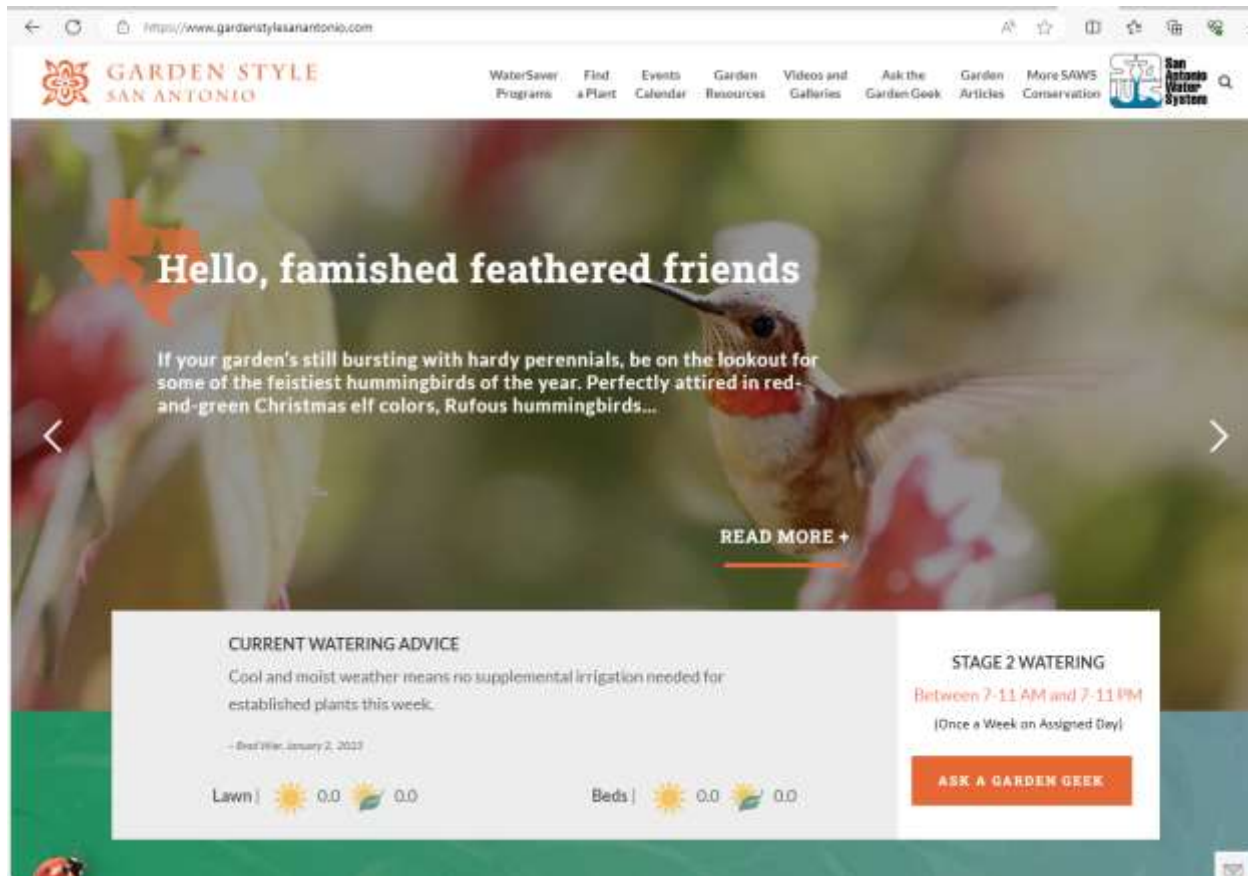 https://www.gardenstylesanantonio.com
GARDEN STYLE
SAN ANTONIO
WaterSaver
Programs
Find
a Plant
Events
Calendar
Garden
Resources
Videos and
Galleries
Ask the
Garden Geek
Garden
Articles
More SAWS
Conservation
San
Antonio
Water
System
Hello, famished feathered friends
If your garden's still bursting with hardy perennials, be on the lookout for
some of the feistiest hummingbirds of the year. Perfectly attired in red-
and-green Christmas elf colors, Rufous hummingbirds...
READ MORE +
CURRENT WATERING ADVICE
Cool and moist weather means no supplemental irrigation needed for
established plants this week.
– Brad Wier, January 2, 2023
Lawn | 0.0 0.0
Beds | 0.0 0.0
STAGE 2 WATERING
Between 7-11 AM and 7-11 PM
(Once a Week on Assigned Day)
ASK A GARDEN GEEK